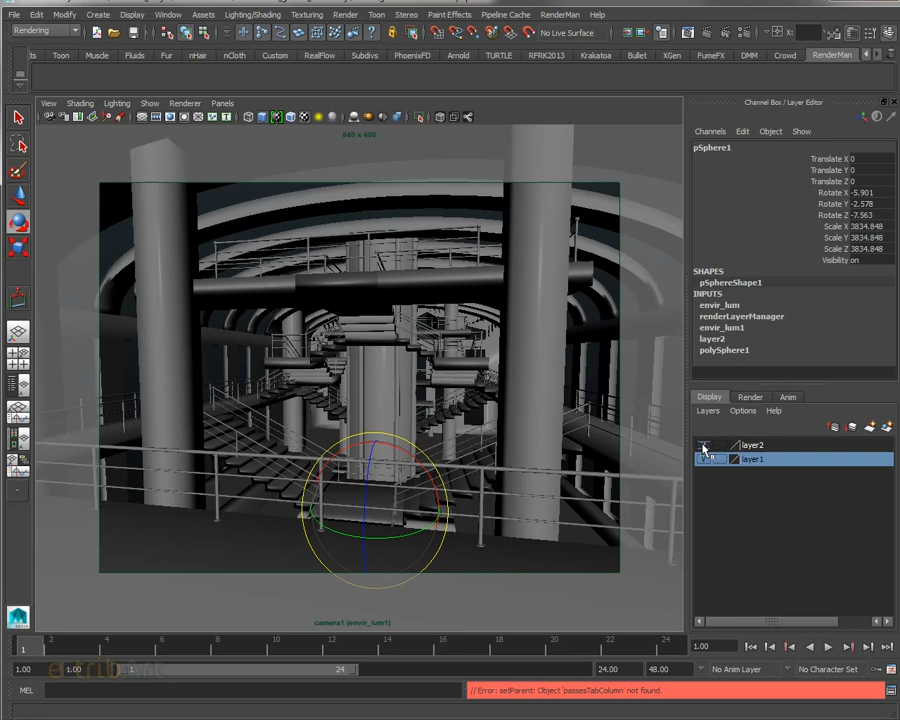 File Edit Modify Create Display Window Assets Lighting/Shading Texturing Render Toon Stereo Paint Effects Pipeline Cache RenderMan Help
Rendering No Live Surface X:
Toon Muscle Fluids Fur nHair nCloth Custom RealFlow Subdivs PhoenixFD Arnold TURTLE RFRK2013 Krakatoa Bullet XGen FumeFX DMM Crowd RenderMan
View Shading Lighting Show Renderer Panels
640 x 480
Channel Box / Layer Editor
Channels Edit Object Show
pSphere1
Translate X 0
Translate Y 0
Translate Z 0
Rotate X -5.901
Rotate Y -2.578
Rotate Z -7.563
Scale X 3834.848
Scale Y 3834.848
Scale Z 3834.848
Visibility on
SHAPES
pSphereShape1
INPUTS
envir_lum
renderLayerManager
envir_lum1
layer2
polySphere1
Display Render Anim
Layers Options Help
layer2
layer1
camera1 (envir_lum1)
2 4 6 8 10 12 14 16 18 20 22 24
1 1.00
1.00 1.00 1 24 24.00 48.00 No Anim Layer No Character Set
MEL // Error: setParent: Object 'passesTabColumn' not found.
MAYA